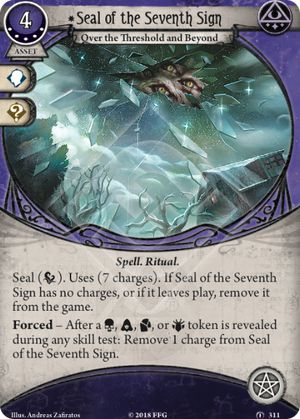 4
ASSET
Seal of the Seventh Sign
Over the Threshold and Beyond
?
Spell. Ritual.
Seal (). Uses (7 charges). If Seal of the Seventh
Sign has no charges, or if it leaves play, remove it
from the game.
Forced – After a , , , or token is revealed
during any skill test: Remove 1 charge from Seal
of the Seventh Sign.
Illus. Andreas Zafiratos
© 2018 FFG
311